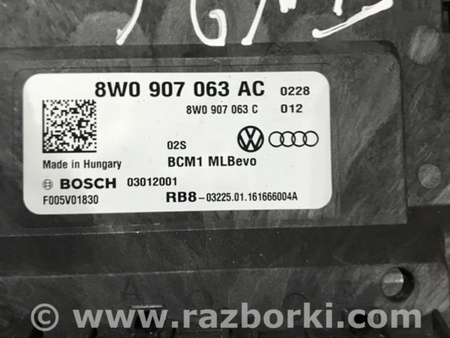 8W0 907 063 AC 0228
8W0 907 063 C 012
02S
Made in Hungary BCM1 MLBevo
BOSCH 03012001
F005V01830 RB8-03225.01.161666004A
© www.razborki.com